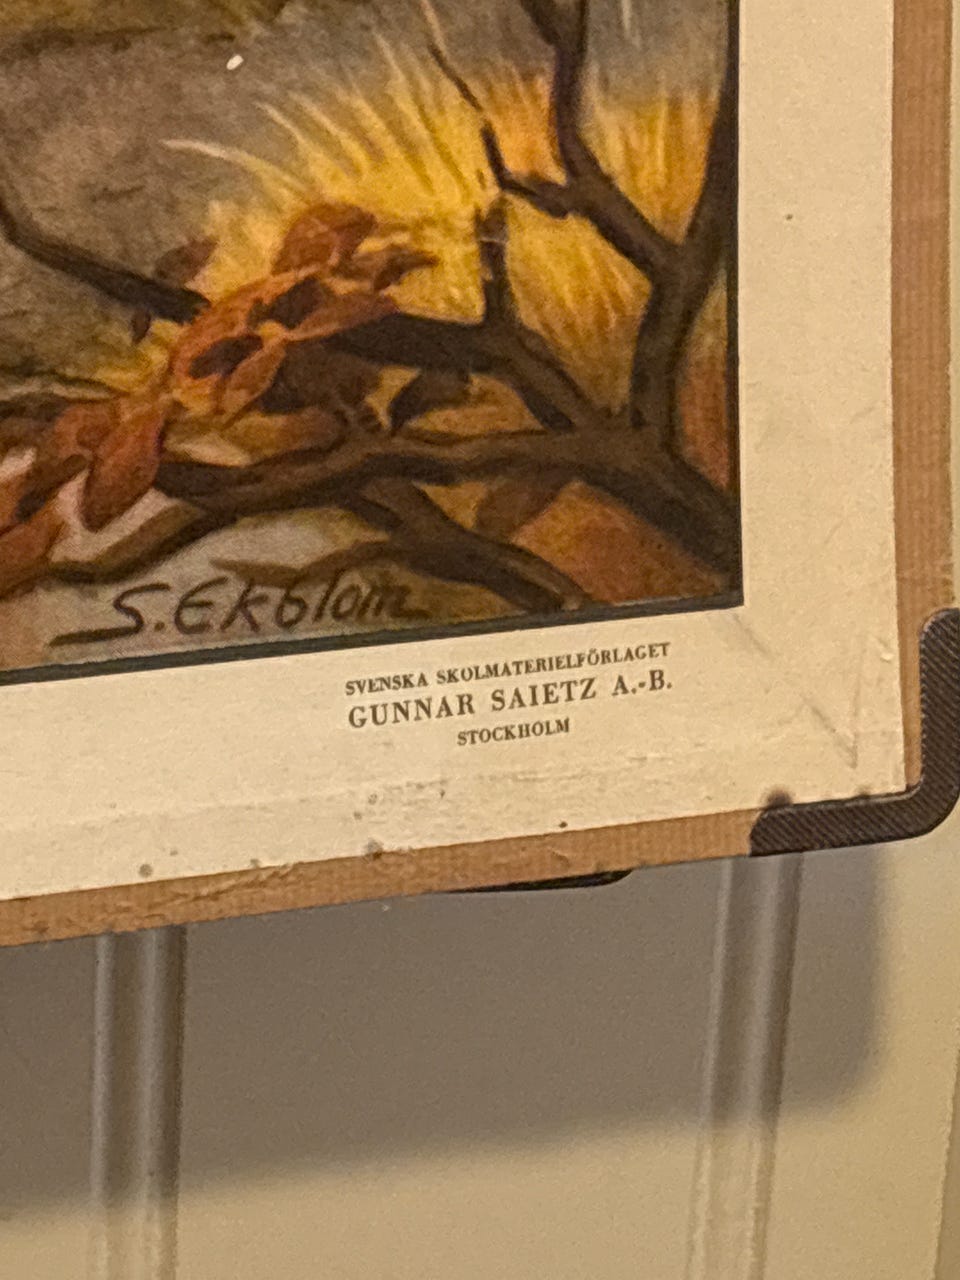 S. Ekblom
SVENSKA SKOLMATERIELFÖRLAGET
GUNNAR SAIETZ A.-B.
STOCKHOLM